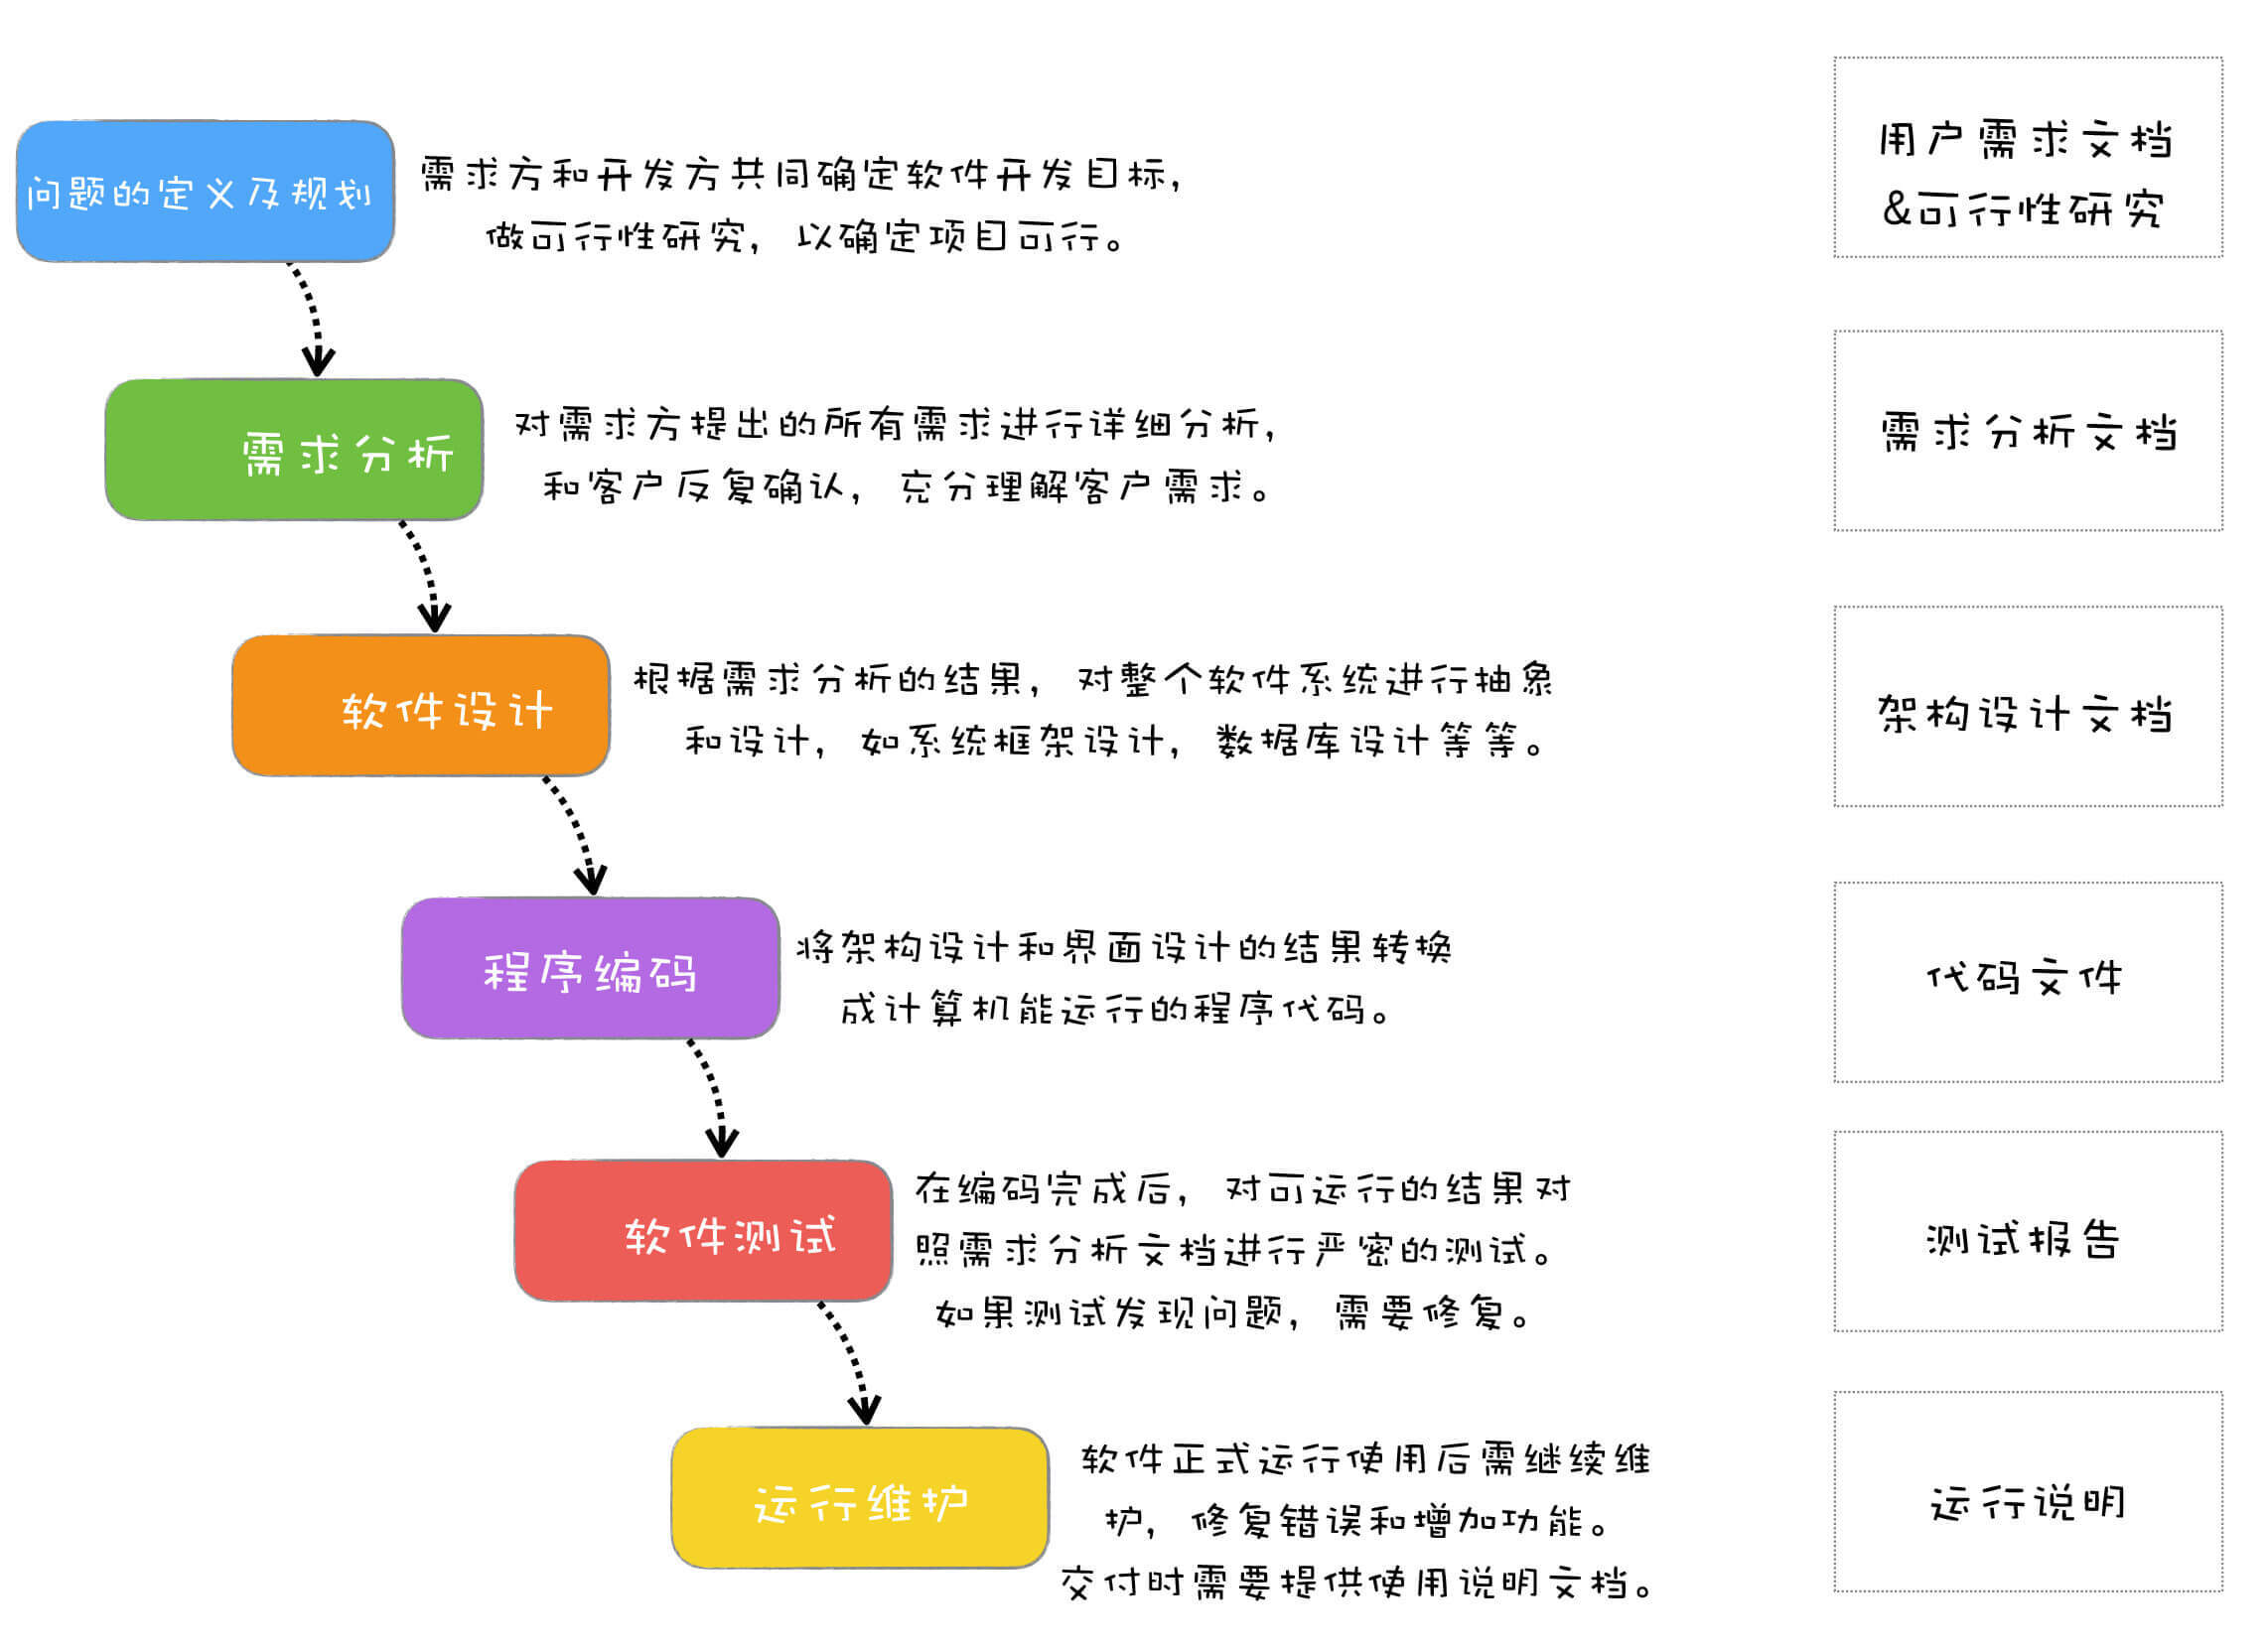 问题的定义及规划
需求方和开发方共同确定软件开发目标，
做可行性研究，以确定项目可行。
用户需求文档
&可行性研究
需求分析
对需求方提出的所有需求进行详细分析，
和客户反复确认，充分理解客户需求。
需求分析文档
软件设计
根据需求分析的结果，对整个软件系统进行抽象
和设计，如系统框架设计，数据库设计等等。
架构设计文档
程序编码
将架构设计和界面设计的结果转换
成计算机能运行的程序代码。
代码文件
软件测试
在编码完成后，对可运行的结果对
照需求分析文档进行严密的测试。
如果测试发现问题，需要修复。
测试报告
运行维护
软件正式运行使用后需继续维
护，修复错误和增加功能。
交付时需要提供使用说明文档。
运行说明